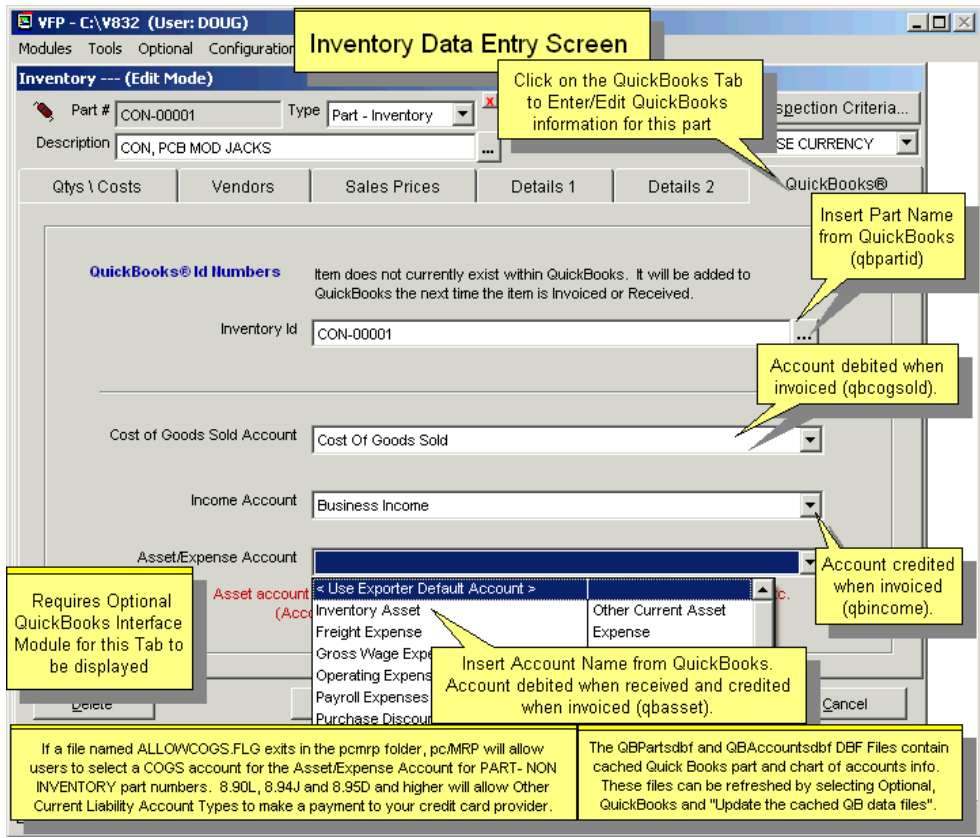 VFP - C:\V832 (User: DOUG)
Modules Tools Optional Configuration
Inventory Data Entry Screen
Inventory --- (Edit Mode)
Click on the QuickBooks Tab
to Enter/Edit QuickBooks
information for this part
Part # CON-00001 Type Part - Inventory x
spection Criteria...
Description CON, PCB MOD JACKS ...
SE CURRENCY
Qtys \ Costs Vendors Sales Prices Details 1 Details 2 QuickBooks®
Insert Part Name
from QuickBooks
(qbpartid)
QuickBooks® Id Numbers
Item does not currently exist within QuickBooks. It will be added to
QuickBooks the next time the item is Invoiced or Received.
Inventory Id CON-00001 ...
Account debited when
invoiced (qbcogsold).
Cost of Goods Sold Account Cost Of Goods Sold
Income Account Business Income
Account credited
when invoiced
(qbincome).
Asset/Expense Account
Requires Optional
QuickBooks Interface
Module for this Tab to
be displayed
Asset account
< Use Exporter Default Account >
Inventory Asset Other Current Asset
Freight Expense Expense
Gross Wage Expe
Operating Expens
Payroll Expenses
Purchase Discour
Insert Account Name from QuickBooks.
Account debited when received and credited
when invoiced (qbasset).
Delete
Cancel
If a file named ALLOWCOGS.FLG exits in the pcmrp folder, pc/MRP will allow
users to select a COGS account for the Asset/Expense Account for PART- NON
INVENTORY part numbers. 8.90L, 8.94J and 8.95D and higher will allow Other
Current Liability Account Types to make a payment to your credit card provider.
The QBPartsdbf and QBAccountsdbf DBF Files contain
cached Quick Books part and chart of accounts info.
These files can be refreshed by selecting Optional,
QuickBooks and "Update the cached QB data files".